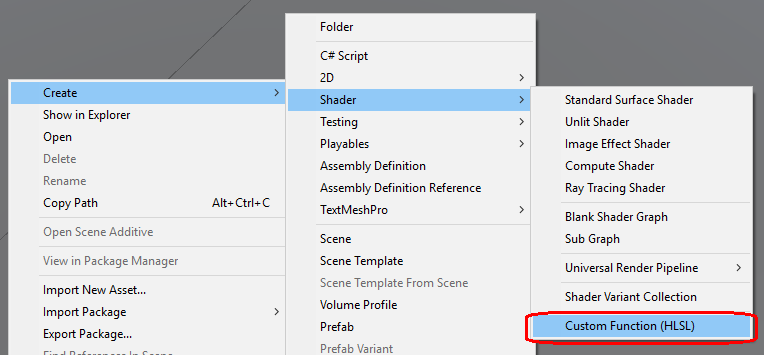 Create
Show in Explorer
Open
Delete
Rename
Copy Path Alt+Ctrl+C
Open Scene Additive
View in Package Manager
Import New Asset...
Import Package
Export Package...
Find References In Scene
Folder
C# Script
2D
Shader
Testing
Playables
Assembly Definition
Assembly Definition Reference
TextMeshPro
Scene
Scene Template
Scene Template From Scene
Volume Profile
Prefab
Prefab Variant
Standard Surface Shader
Unlit Shader
Image Effect Shader
Compute Shader
Ray Tracing Shader
Blank Shader Graph
Sub Graph
Universal Render Pipeline
Shader Variant Collection
Custom Function (HLSL)